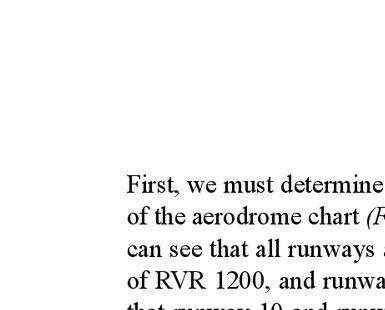 First, we must determine
of the aerodrome chart (F
can see that all runways a
of RVR 1200, and runwa
that runway 10 and runw